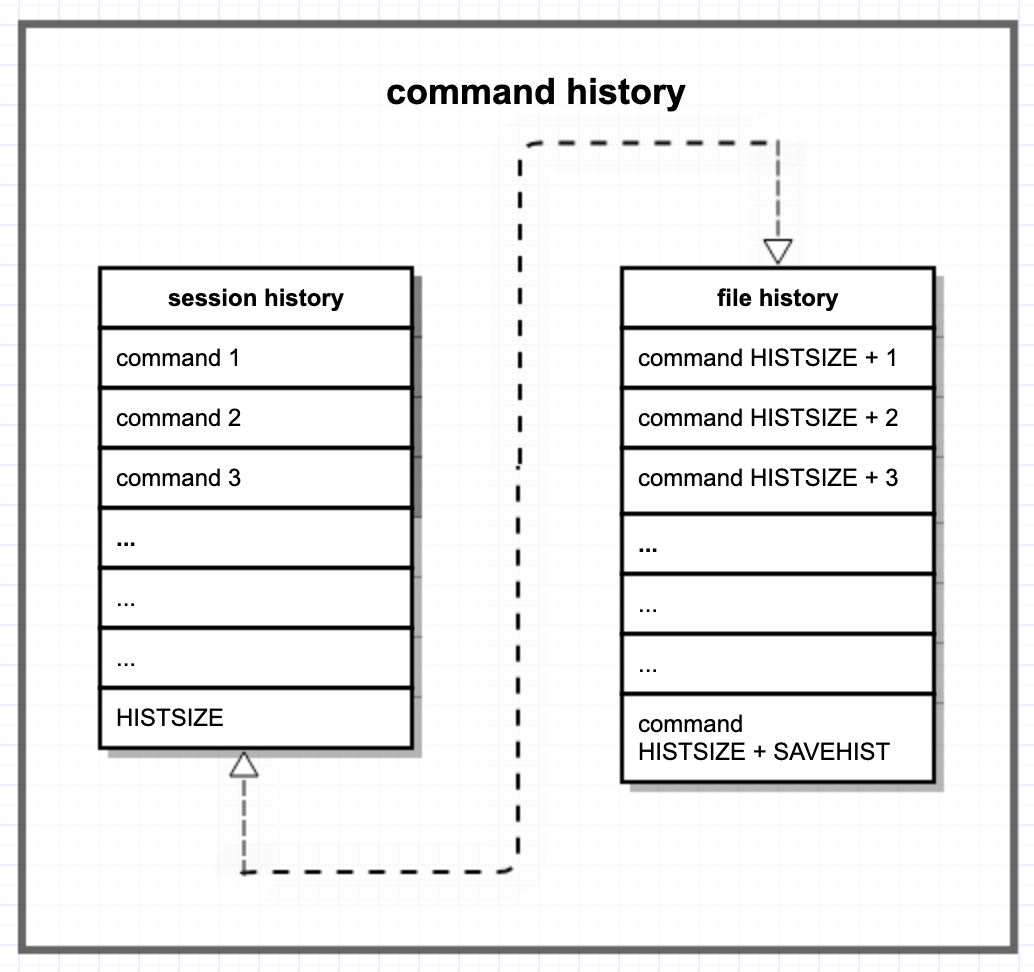 command history
session history
command 1
command 2
command 3
...
...
...
HISTSIZE
file history
command HISTSIZE + 1
command HISTSIZE + 2
command HISTSIZE + 3
...
...
...
command
HISTSIZE + SAVEHIST